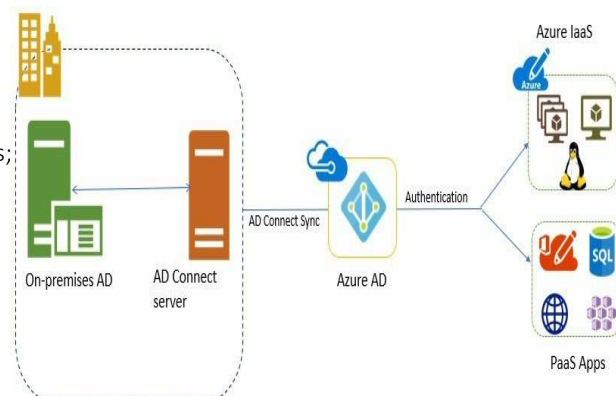 Azure IaaS
Azure
s;
Authentication
AD Connect Sync
On-premises AD
AD Connect
server
Azure AD
SQL
PaaS Apps